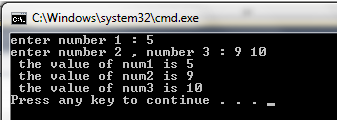 C:\Windows\system32\cmd.exe
enter number 1 : 5
enter number 2 , number 3 : 9 10
the value of num1 is 5
the value of num2 is 9
the value of num3 is 10
Press any key to continue . . . _